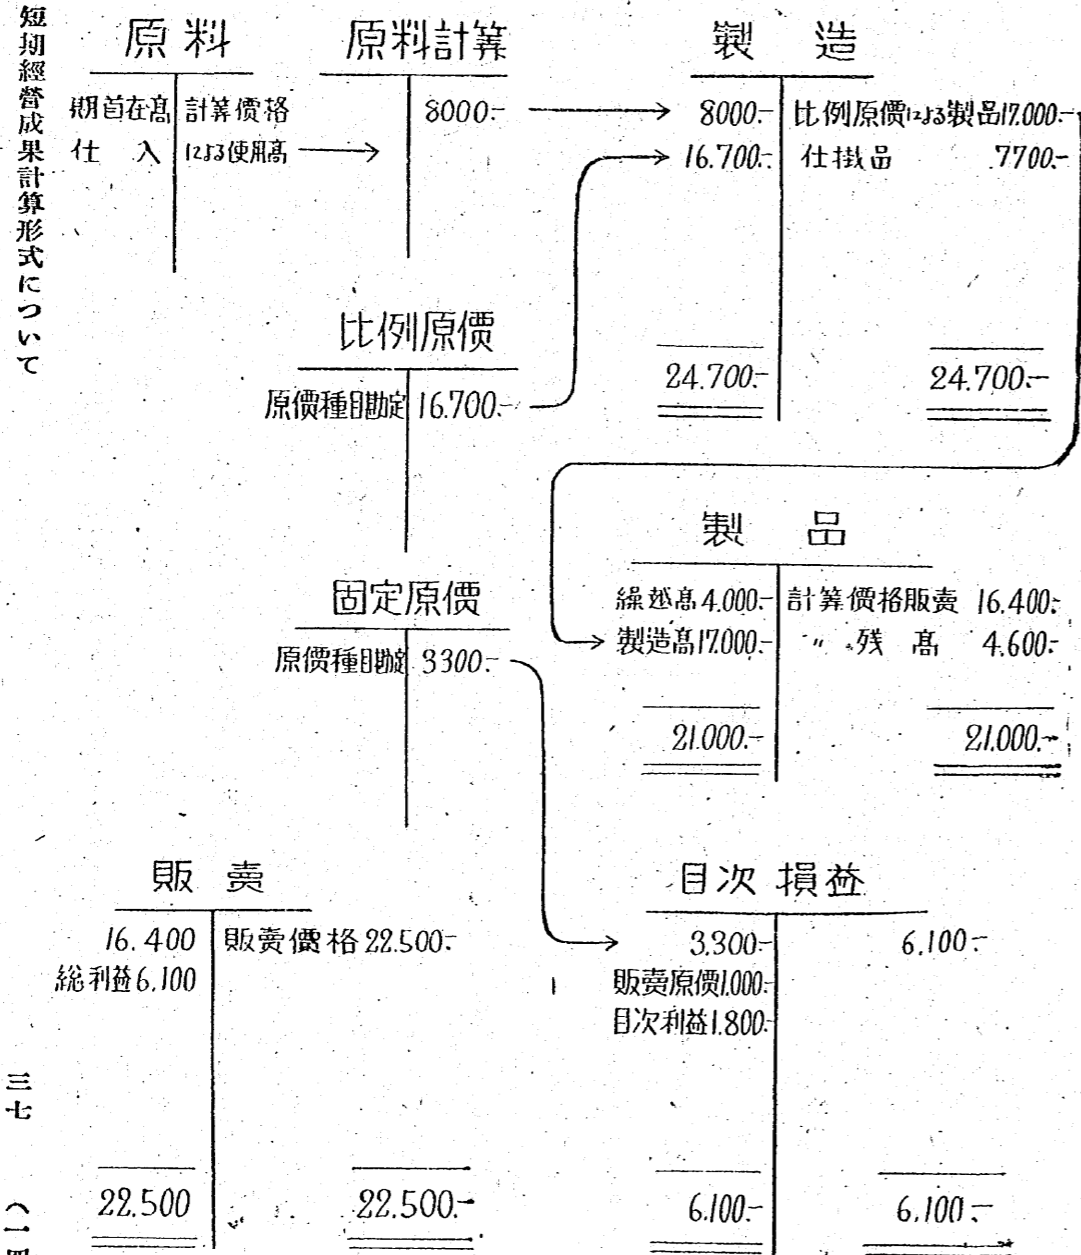 短期經營成果計算形式について
原料
期首在高 計算價格
仕入 による使用高
原料計算
8000.-
製造
8000.- 比例原價による製品17.000.-
16.700.- 仕掛品 7700.-
24.700.- 24.700.-
比例原價
原價種目勘定 16.700.-
固定原價
原價種目勘定 3300.-
製品
繰越高 4.000.- 計算價格販賣 16.400.-
製造高 17.000.- 〃 残高 4.600.-
21.000.- 21.000.-
販賣
16.400 販賣價格 22.500.-
総利益 6.100
22.500 22.500.-
目次損益
3.300.- 6.100.-
販賣原價 1.000.-
目次利益 1.800.-
6.100.- 6.100.-
三七